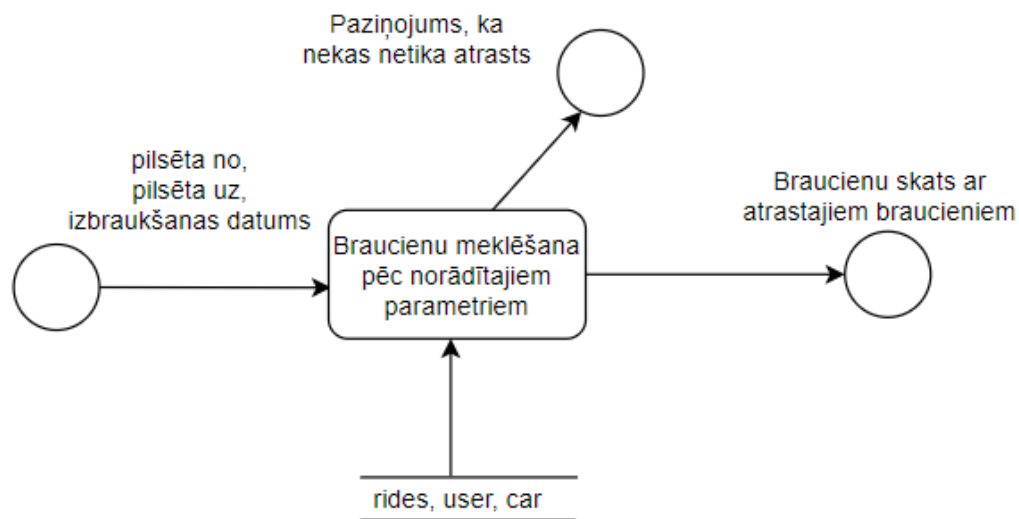 Paziņojums, ka
nekas netika atrasts
pilsēta no,
pilsēta uz,
izbraukšanas datums
Braucienu meklēšana
pēc norādītajiem
parametriem
Braucienu skats ar
atrastajiem braucieniem
rides, user, car